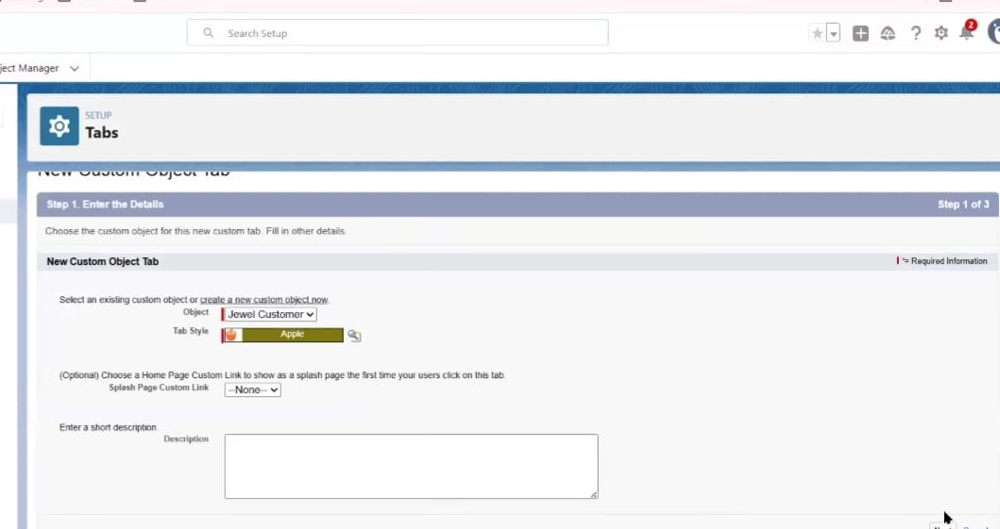 Search Setup
2
ject Manager
SETUP
Tabs
New Custom Object Tab
Step 1. Enter the Details Step 1 of 3
Choose the custom object for this new custom tab. Fill in other details.
New Custom Object Tab = Required Information
Select an existing custom object or create a new custom object now.
Object Jewel Customer
Tab Style Apple
(Optional) Choose a Home Page Custom Link to show as a splash page the first time your users click on this tab.
Splash Page Custom Link --None--
Enter a short description.
Description